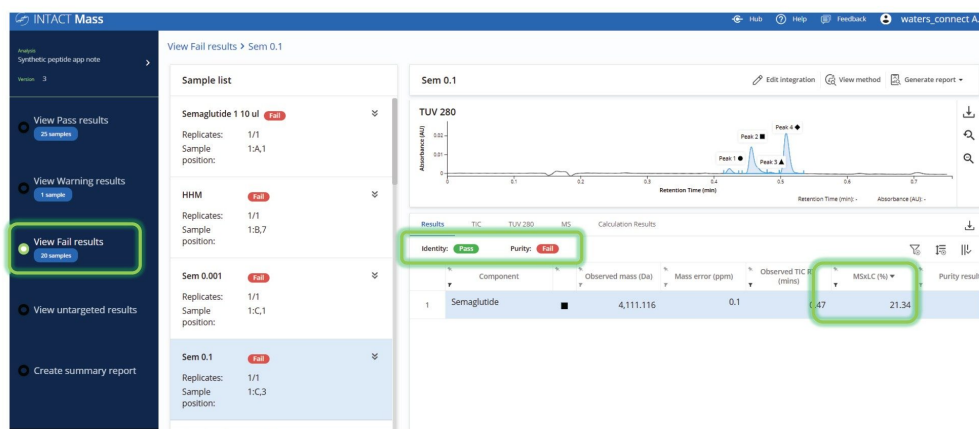 INTACT Mass
Hub Help Feedback waters_connect A.
Analysis
Synthetic peptide app note
Version 3
View Pass results
25 samples
View Warning results
1 sample
View Fail results
20 samples
View untargeted results
Create summary report
View Fail results > Sem 0.1
Sample list
Semaglutide 1 10 ul Fail
Replicates: 1/1
Sample position: 1:A,1
HHM Fail
Replicates: 1/1
Sample position: 1:B,7
Sem 0.001 Fail
Replicates: 1/1
Sample position: 1:C,1
Sem 0.1 Fail
Replicates: 1/1
Sample position: 1:C,3
Sem 0.1 Edit integration View method Generate report
TUV 280
Absorbance (AU)
0.02
0.01
0
Peak 1
Peak 2
Peak 3
Peak 4
0 0.1 0.2 0.3 0.4 0.5 0.6 0.7
Retention Time (min)
Retention Time (min): - Absorbance (AU): -
Results TIC TUV 280 MS Calculation Results
Identity: Pass Purity: Fail
Component Observed mass (Da) Mass error (ppm) Observed TIC (mins) MSxLC (%) Purity result
1 Semaglutide 4,111.116 0.1 0.47 21.34